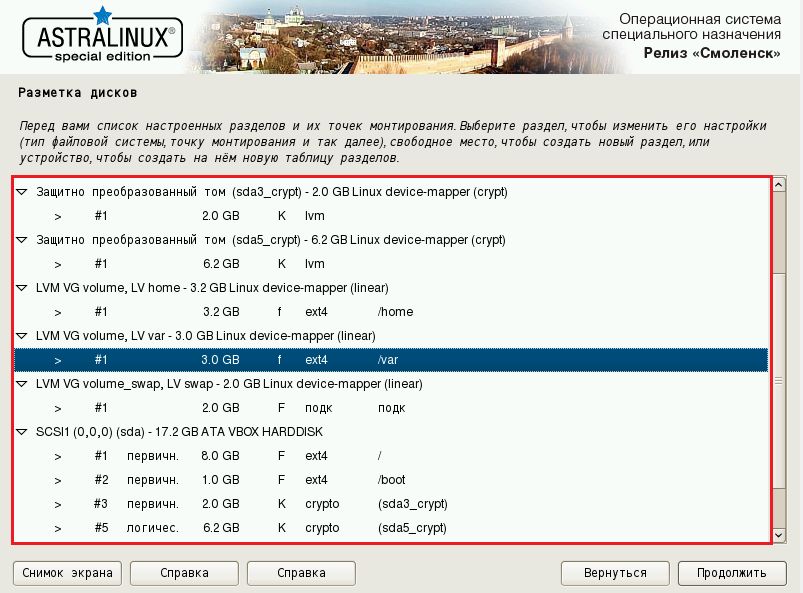 ASTRALINUX®
special edition
Операционная система
специального назначения
Релиз «Смоленск»
Разметка дисков
Перед вами список настроенных разделов и их точек монтирования. Выберите раздел, чтобы изменить его настройки
(тип файловой системы, точку монтирования и так далее), свободное место, чтобы создать новый раздел, или
устройство, чтобы создать на нём новую таблицу разделов.
Защитно преобразованный том (sda3_crypt) - 2.0 GB Linux device-mapper (crypt)
> #1 2.0 GB K lvm
Защитно преобразованный том (sda5_crypt) - 6.2 GB Linux device-mapper (crypt)
> #1 6.2 GB K lvm
LVM VG volume, LV home - 3.2 GB Linux device-mapper (linear)
> #1 3.2 GB f ext4 /home
LVM VG volume, LV var - 3.0 GB Linux device-mapper (linear)
> #1 3.0 GB f ext4 /var
LVM VG volume_swap, LV swap - 2.0 GB Linux device-mapper (linear)
> #1 2.0 GB F подк подк
SCSI1 (0,0,0) (sda) - 17.2 GB ATA VBOX HARDDISK
> #1 первичн. 8.0 GB F ext4 /
> #2 первичн. 1.0 GB F ext4 /boot
> #3 первичн. 2.0 GB K crypto (sda3_crypt)
> #5 логичес. 6.2 GB K crypto (sda5_crypt)
Снимок экрана Справка Справка Вернуться Продолжить